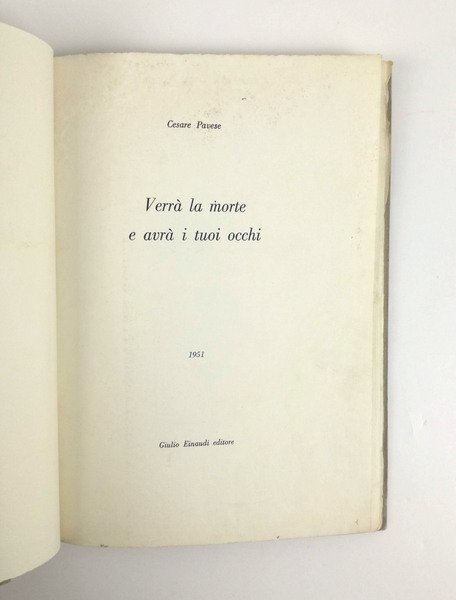 Cesare Pavese
Verrà la morte
e avrà i tuoi occhi
1951
Giulio Einaudi editore